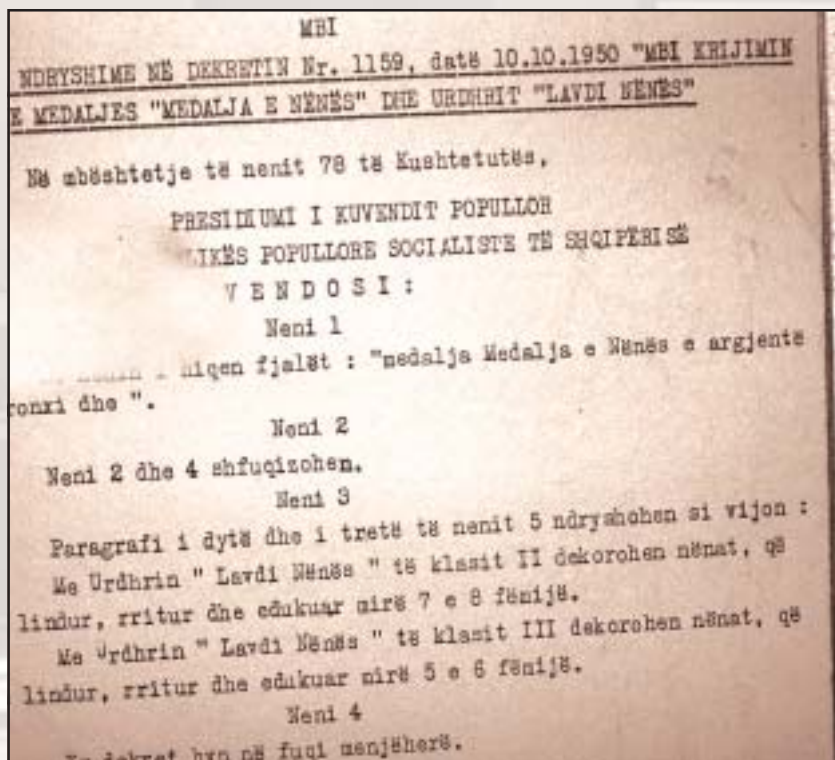 MBI
NDRYSHIME NË DEKRETIN Nr. 1159, datë 10.10.1950 "MBI KRIJIMIN
E MEDALJES "MEDALJA E NËNËS" DHE URDHRIT "LAVDI NËNËS"
Në mbështetje të nenit 78 të Kushtetutës,
PRESIDIUMI I KUVENDIT POPULLOR
LIKËS POPULLORE SOCIALISTE TË SHQIPËRISË
V E N D O S I :
Neni 1
1 hiqen fjalët : "medalja Medalja e Nënës e argjentë
ronxi dhe ".
Neni 2
Neni 2 dhe 4 shfuqizohen.
Neni 3
Paragrafi i dytë dhe i tretë të nenit 5 ndryshohen si vijon :
Me Urdhrin " Lavdi Nënës " të klasit II dekorohen nënat, që
lindur, rritur dhe edukuar mirë 7 e 8 fëmijë.
Me Urdhrin " Lavdi Nënës " të klasit III dekorohen nënat, që
lindur, rritur dhe edukuar mirë 5 e 6 fëmijë.
Neni 4
dekret hyn në fuqi menjëherë.